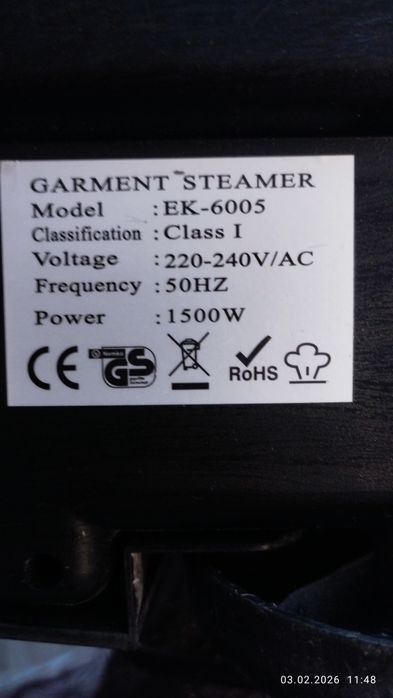 GARMENT STEAMER
Model :EK-6005
Classification :Class I
Voltage :220-240V/AC
Frequency :50HZ
Power :1500W
CE Nemko GS RoHS
03.02.2026 11:48